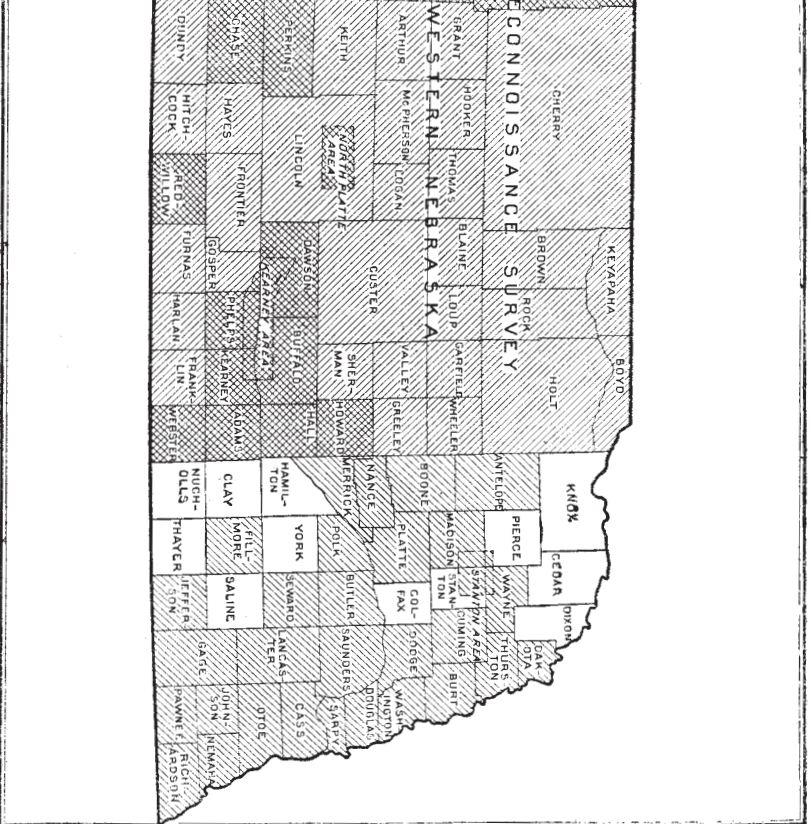 ECONNOISSANCE SURVEY
WESTERN NEBRASKA
CHERRY
KEYAPAHA
BOYD
BROWN
ROCK
HOLT
GRANT
HOOKER
THOMAS
BLAINE
LOUP
GARFIELD
WHEELER
ARTHUR
McPHERSON
LOGAN
CUSTER
VALLEY
GREELEY
KEITH
LINCOLN
NORTH PLATTE
AREA
SHER-
MAN
HOWARD
PERKINS
DAWSON
BUFFALO
KEARNEY AREA
HALL
CHASE
HAYES
FRONTIER
GOSPER
PHELPS
KEARNEY
ADAMS
DUNDY
HITCH-
COCK
RED-
WILLOW
FURNAS
HARLAN
FRANK-
LIN
WEBSTER
KNOX
CEDAR
DIXON
ANTELOPE
PIERCE
WAYNE
THURS-
TON
DAK-
OTA
BOONE
MADISON
STAN-
TON
STANTON AREA
CUMING
BURT
NANCE
PLATTE
COL-
FAX
DODGE
WASH-
INGTON
MERRICK
POLK
BUTLER
SAUNDERS
DOUGLAS
SARPY
HAMIL-
TON
YORK
SEWARD
LANCAS-
TER
CASS
OTOE
CLAY
FILL-
MORE
SALINE
GAGE
JOHN-
SON
NEMAHA
NUCK-
OLLS
THAYER
JEFFER-
SON
PAWNEE
RICH-
ARDSON